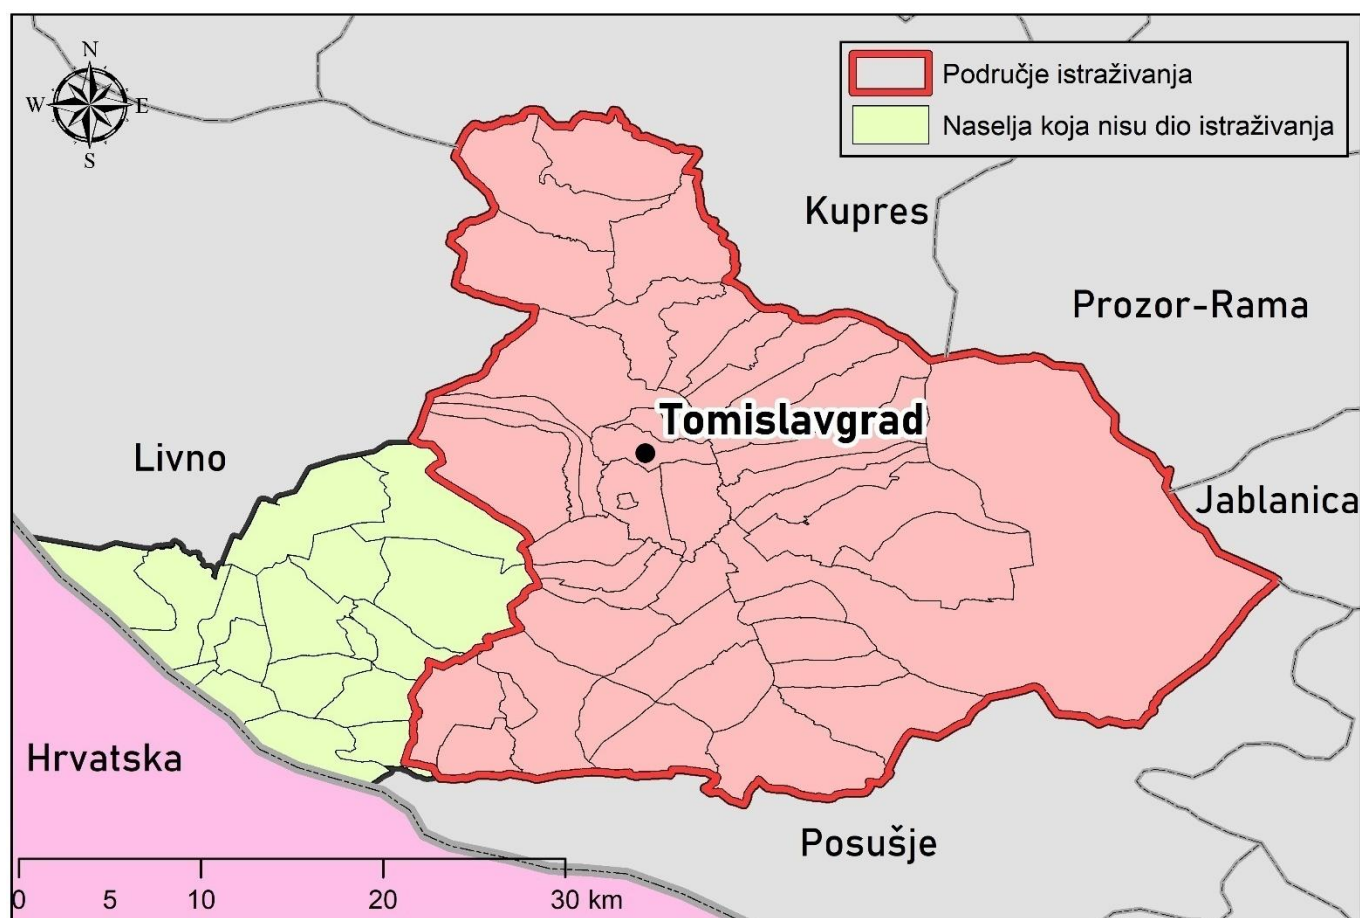 N
W E
S
Područje istraživanja
Naselja koja nisu dio istraživanja
Kupres
Prozor-Rama
Tomislavgrad
Livno
Jablanica
Hrvatska
Posušje
0 5 10 20 30 km